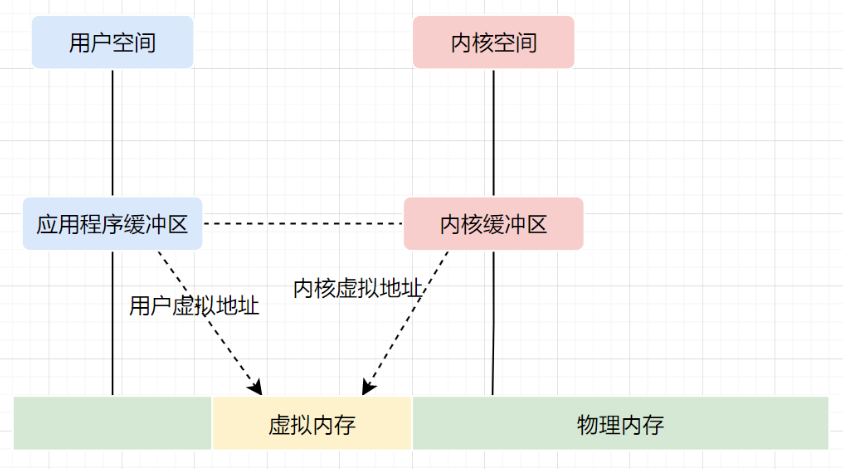 用户空间
内核空间
应用程序缓冲区
内核缓冲区
内核虚拟地址
用户虚拟地址
虚拟内存
物理内存